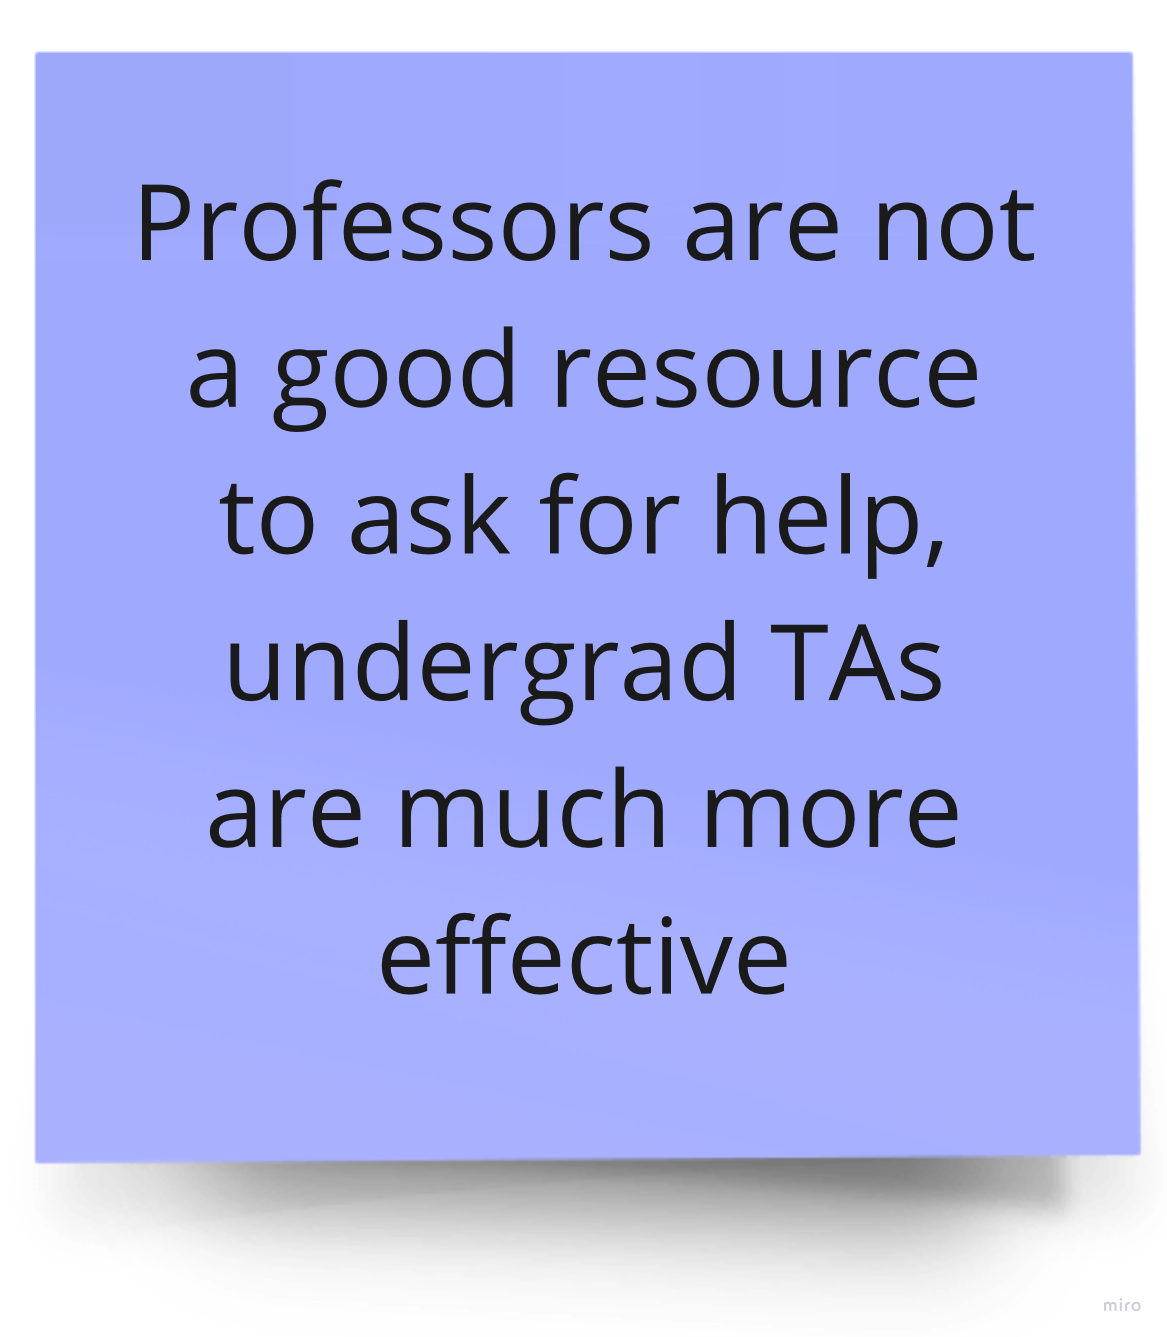 Professors are not
a good resource
to ask for help,
undergrad TAs
are much more
effective
miro